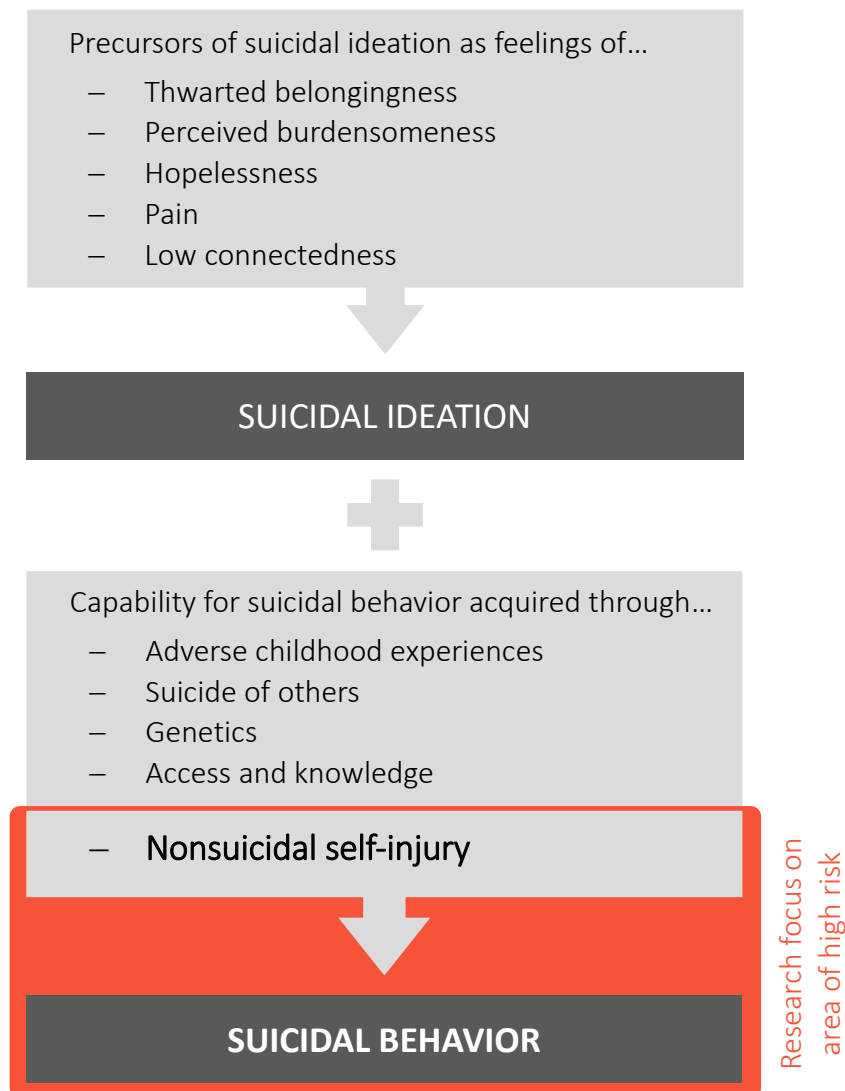 Precursors of suicidal ideation as feelings of…
– Thwarted belongingness
– Perceived burdensomeness
– Hopelessness
– Pain
– Low connectedness
SUICIDAL IDEATION
Capability for suicidal behavior acquired through…
– Adverse childhood experiences
– Suicide of others
– Genetics
– Access and knowledge
– Nonsuicidal self-injury
SUICIDAL BEHAVIOR
Research focus on
area of high risk